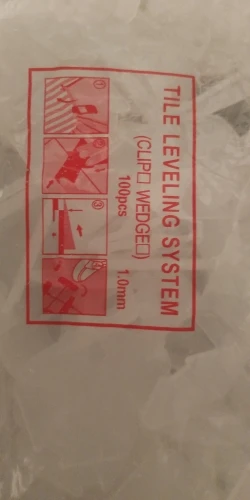 TILE LEVELING SYSTEM
(CLIP□ WEDGE□)
100pcs 1.0mm